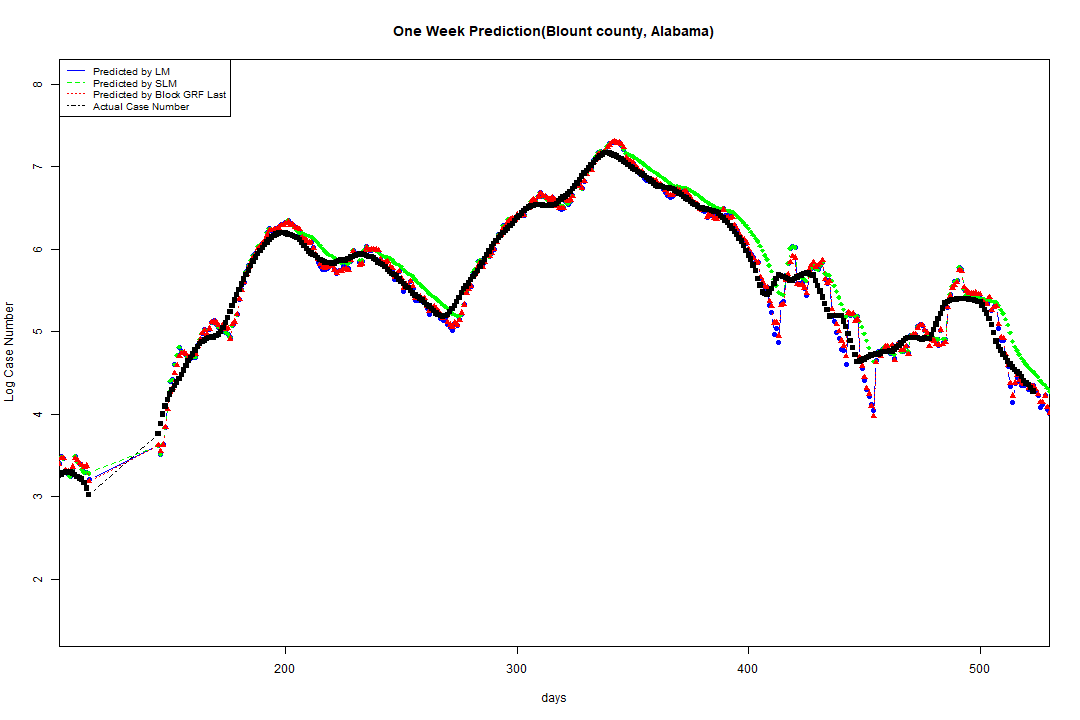 One Week Prediction(Blount county, Alabama)
Predicted by LM
Predicted by SLM
Predicted by Block GRF Last
Actual Case Number
8
7
6
5
4
3
2
Log Case Number
200 300 400 500
days